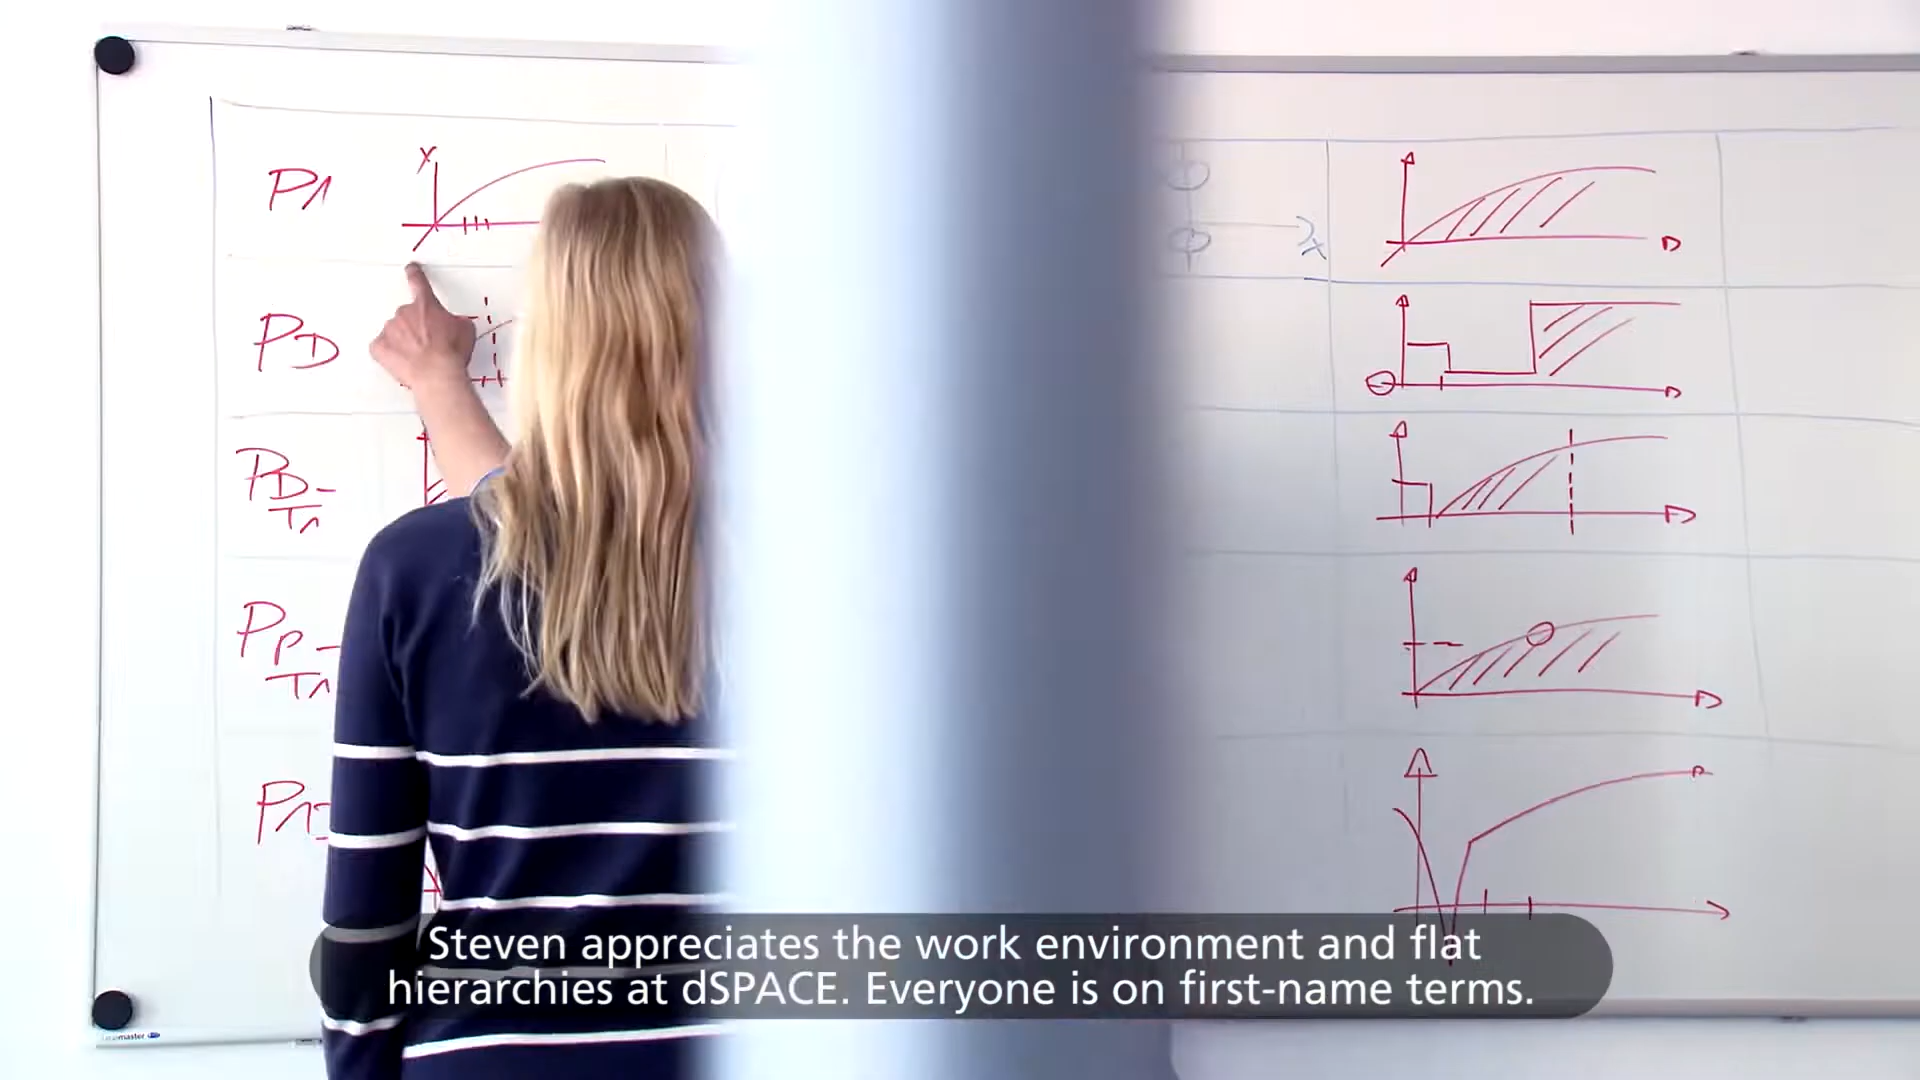 P1
Y
PD
PD-
T1
PP-
T1
P1-
x
Steven appreciates the work environment and flat
hierarchies at dSPACE. Everyone is on first-name terms.